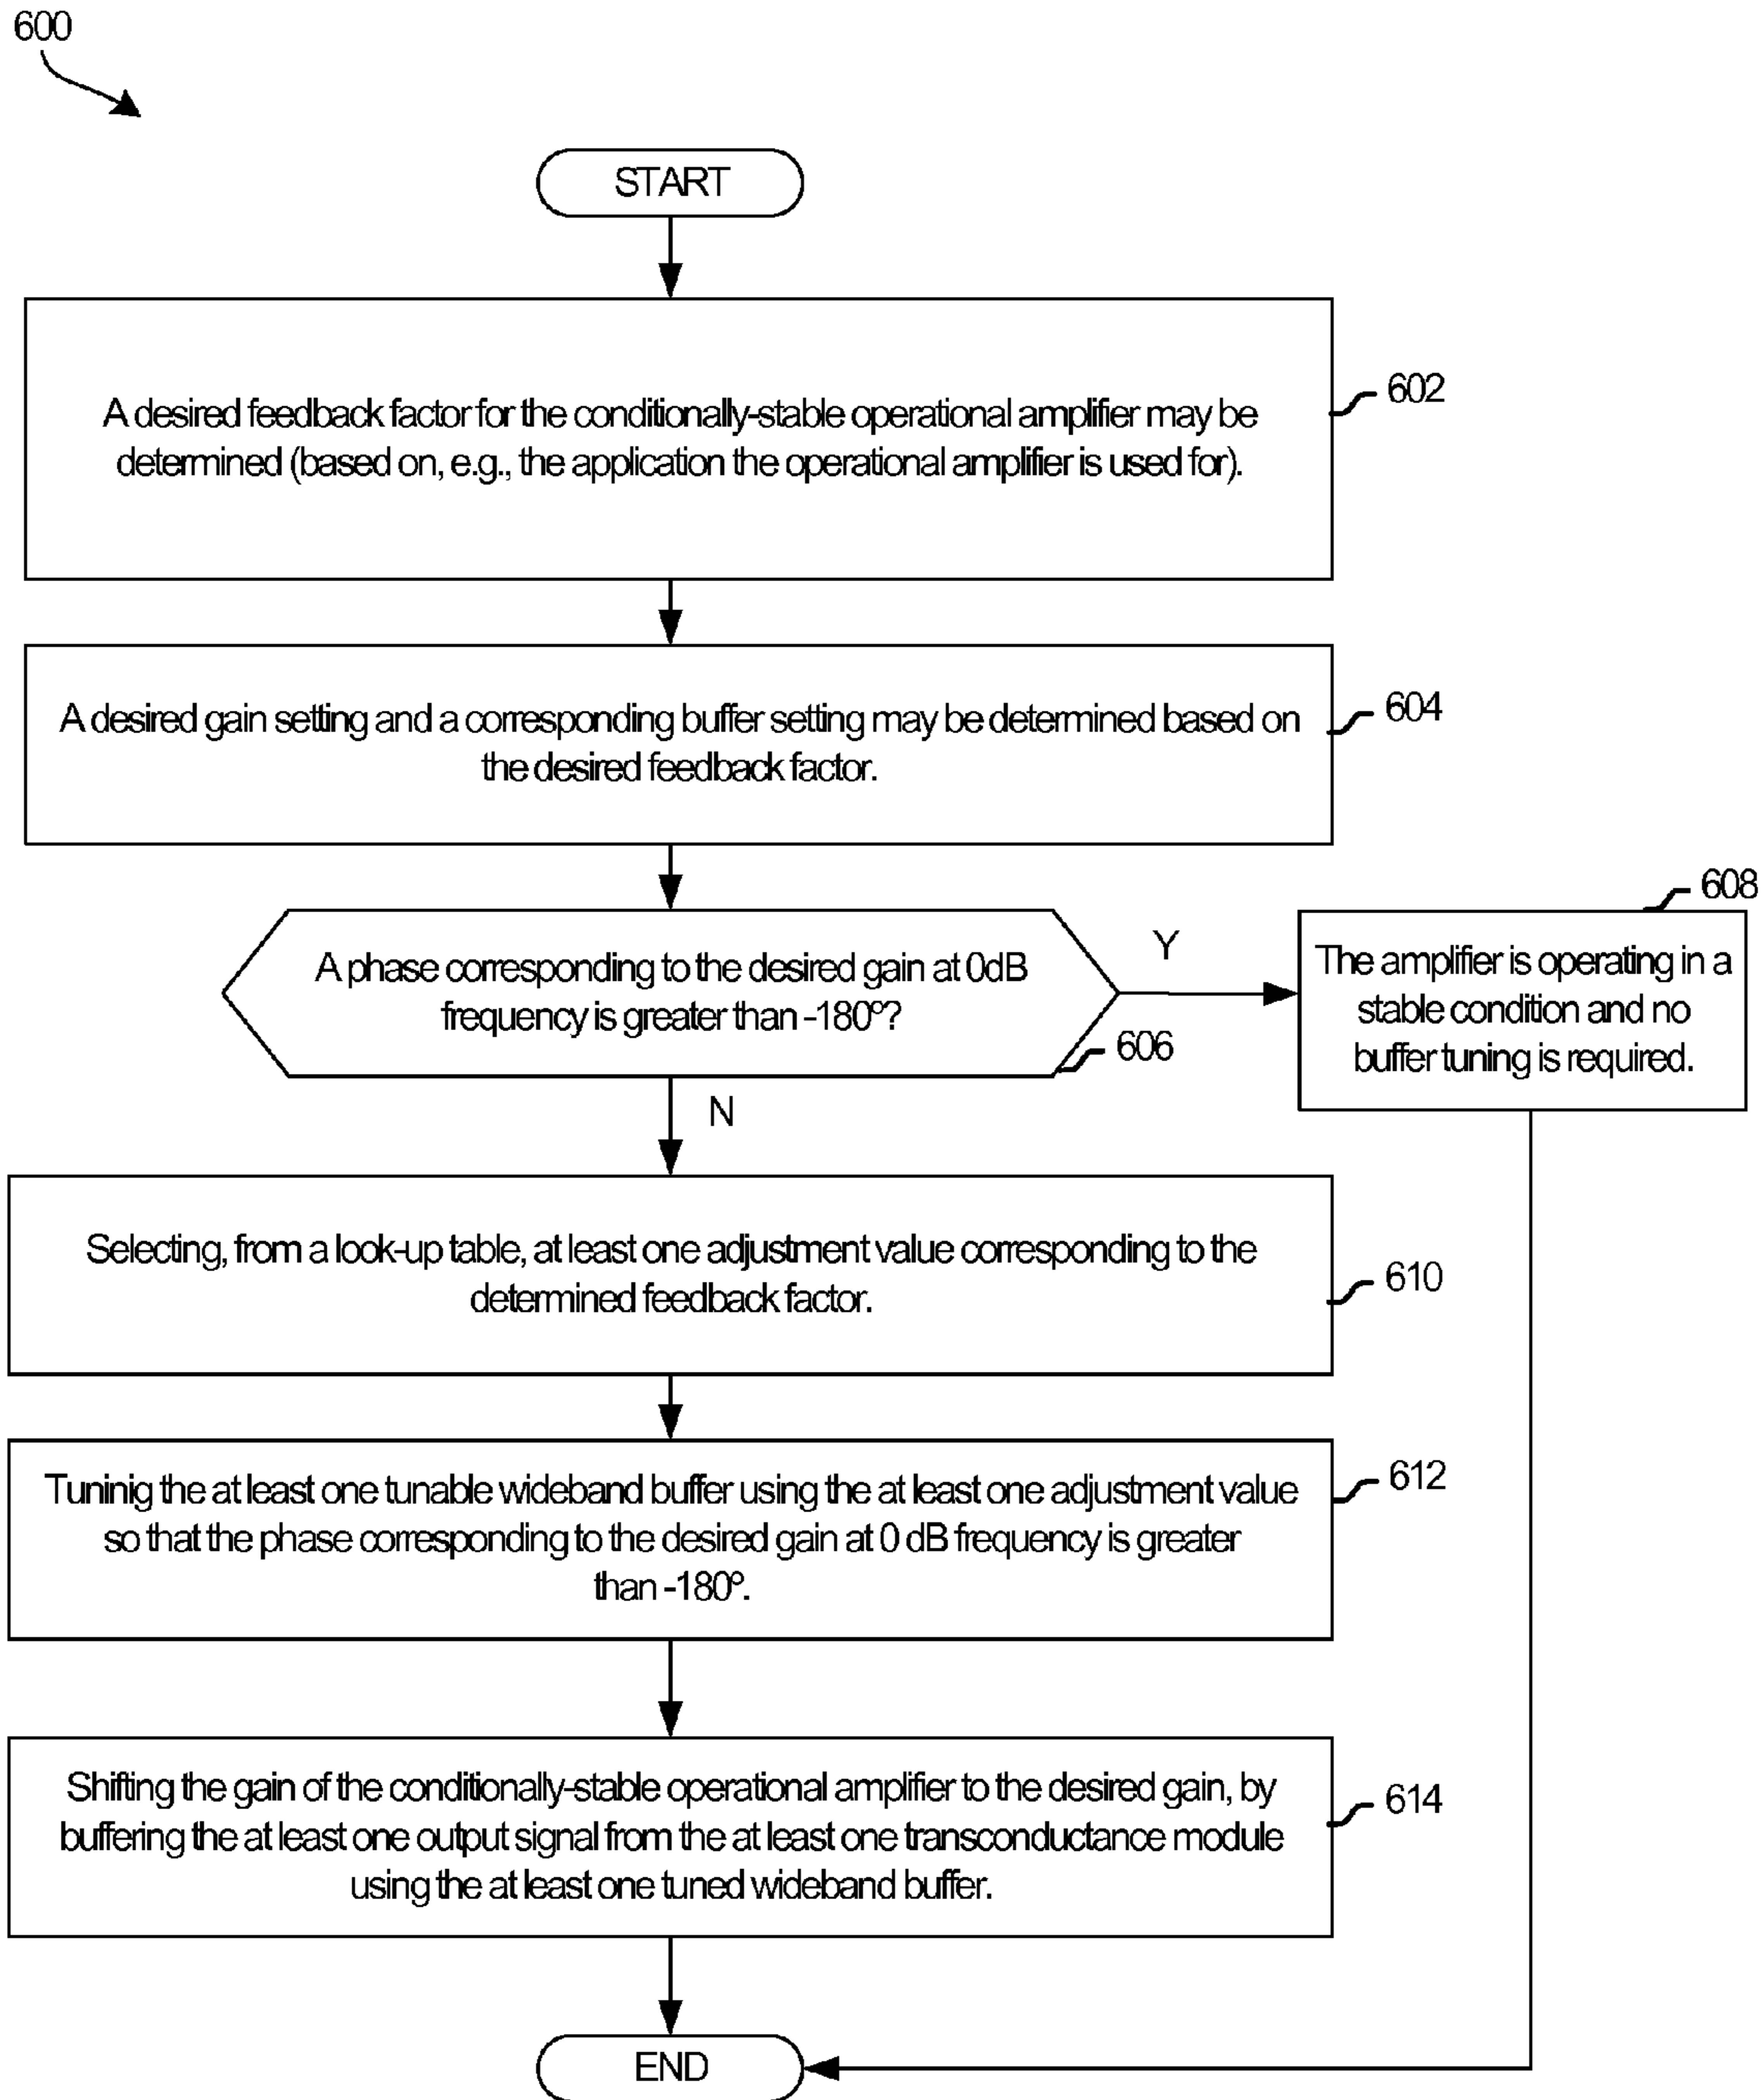 600
START
A desired feedback factor for the conditionally-stable operational amplifier may be
determined (based on, e.g., the application the operational amplifier is used for).
602
A desired gain setting and a corresponding buffer setting may be determined based on
the desired feedback factor.
604
A phase corresponding to the desired gain at 0dB
frequency is greater than -180º?
606
Y
608
The amplifier is operating in a
stable condition and no
buffer tuning is required.
N
Selecting, from a look-up table, at least one adjustment value corresponding to the
determined feedback factor.
610
Tuninig the at least one tunable wideband buffer using the at least one adjustment value
so that the phase corresponding to the desired gain at 0 dB frequency is greater
than -180º.
612
Shifting the gain of the conditionally-stable operational amplifier to the desired gain, by
buffering the at least one output signal from the at least one transconductance module
using the at least one tuned wideband buffer.
614
END